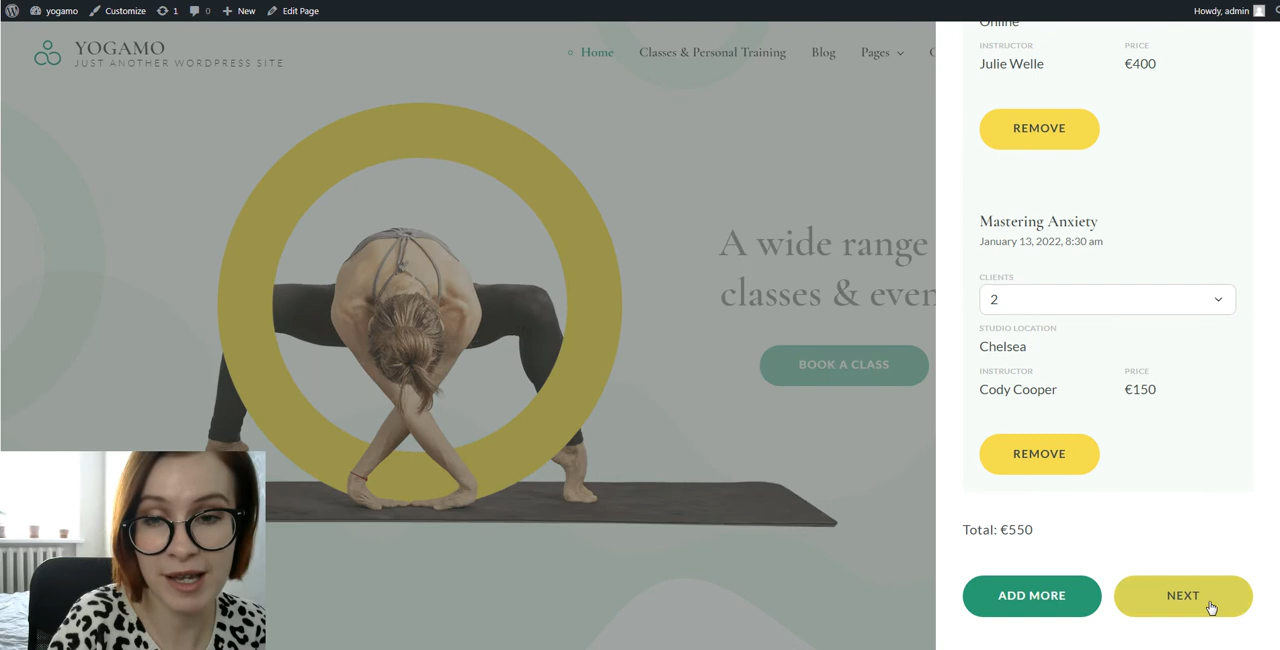 yogamo Customize 1 0 New Edit Page Howdy, admin
YOGAMO
JUST ANOTHER WORDPRESS SITE
Home Classes & Personal Training Blog Pages
A wide range
classes & even
BOOK A CLASS
Online
INSTRUCTOR PRICE
Julie Welle €400
REMOVE
Mastering Anxiety
January 13, 2022, 8:30 am
CLIENTS
2
STUDIO LOCATION
Chelsea
INSTRUCTOR PRICE
Cody Cooper €150
REMOVE
Total: €550
ADD MORE NEXT